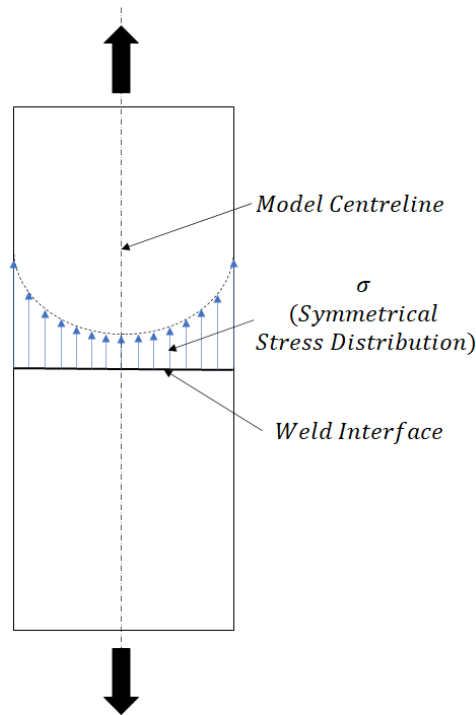 Model Centreline
σ
(Symmetrical
Stress Distribution)
Weld Interface